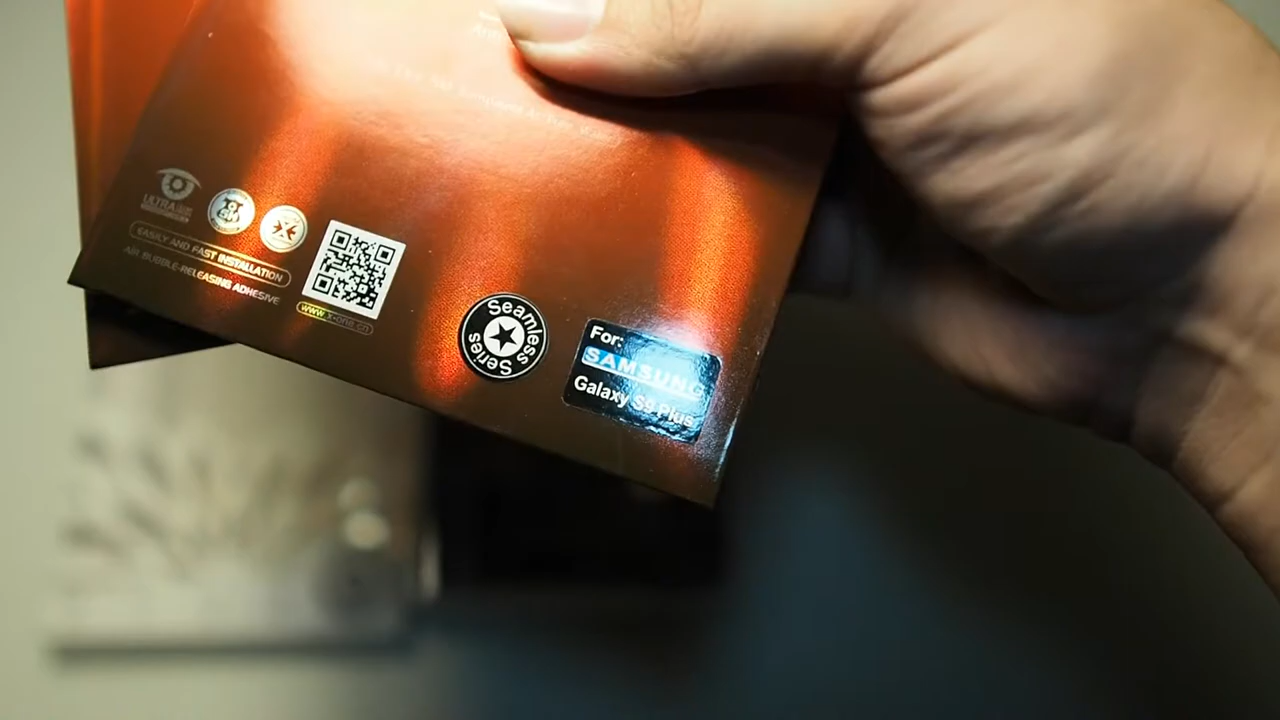 ULTRA
EASILY AND FAST INSTALLATION
AIR BUBBLE-RELEASING ADHESIVE
www.x-one.cn
Seamless
Series
For:
SAMSUNG
Galaxy S9 Plus